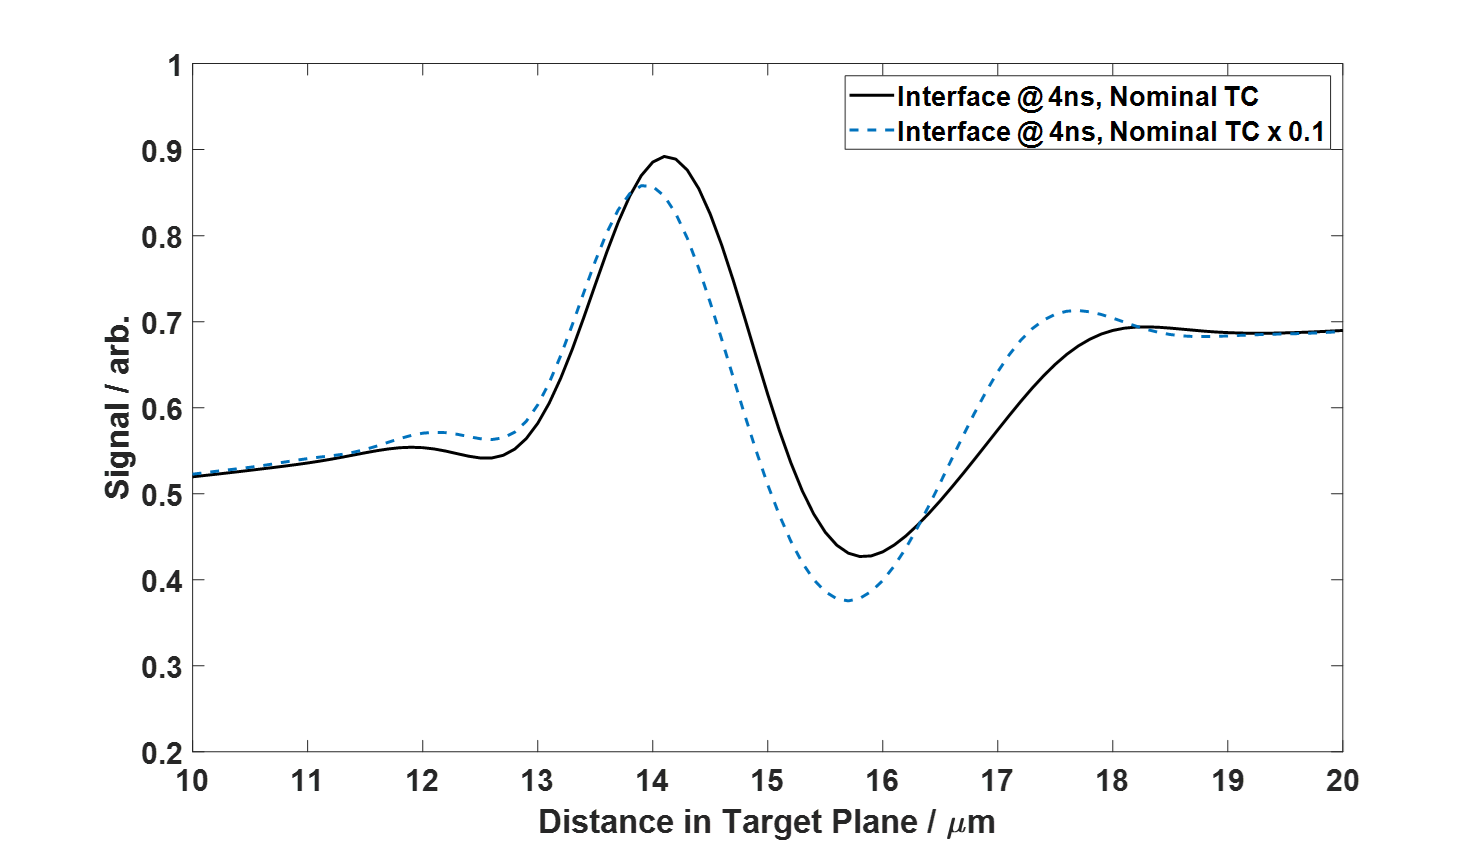 Interface @ 4ns, Nominal TC
Interface @ 4ns, Nominal TC x 0.1
1
0.9
0.8
0.7
0.6
0.5
0.4
0.3
0.2
Signal / arb.
10 11 12 13 14 15 16 17 18 19 20
Distance in Target Plane / μm